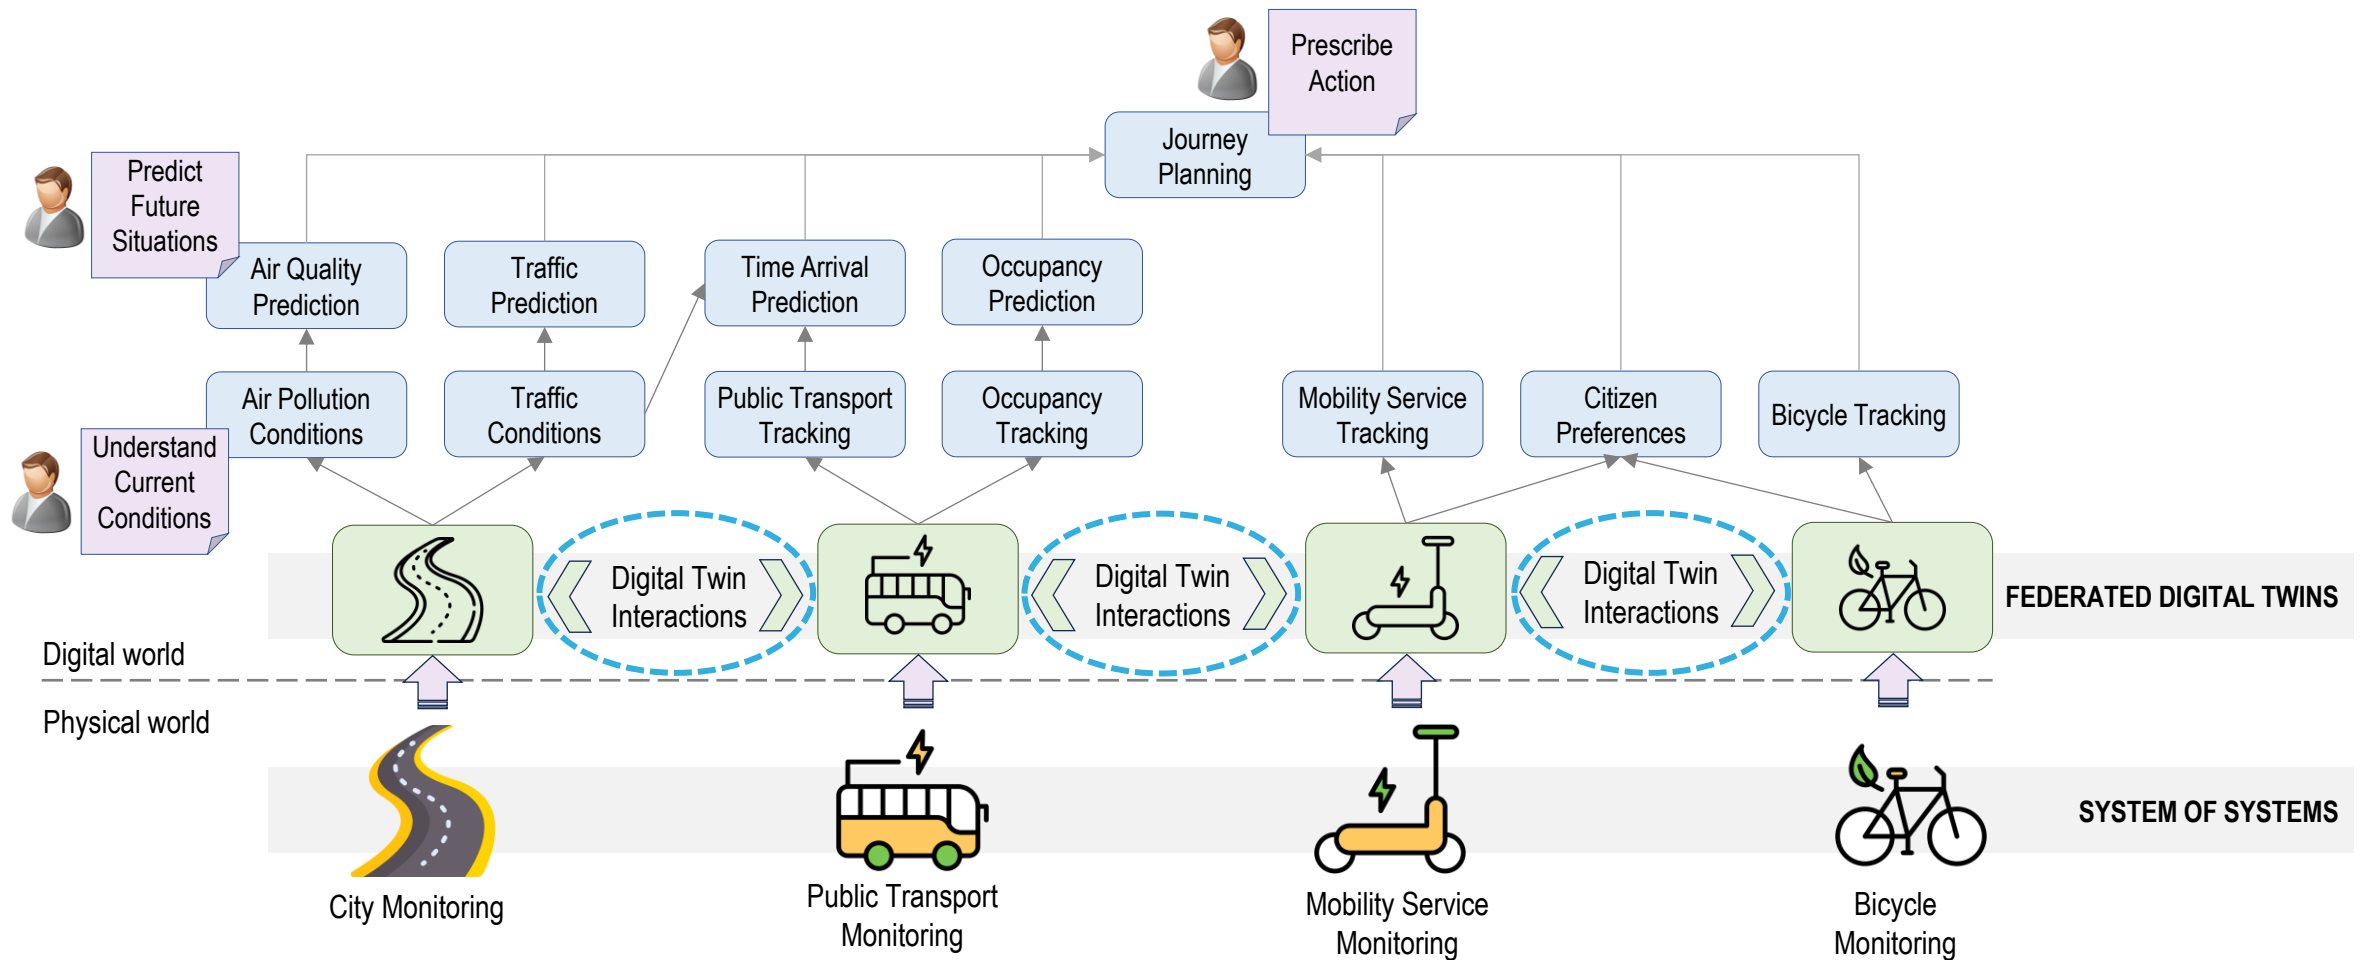 Prescribe
Action
Journey
Planning
Predict
Future
Situations
Air Quality
Prediction
Traffic
Prediction
Time Arrival
Prediction
Occupancy
Prediction
Air Pollution
Conditions
Traffic
Conditions
Public Transport
Tracking
Occupancy
Tracking
Mobility Service
Tracking
Citizen
Preferences
Bicycle Tracking
Understand
Current
Conditions
Digital Twin
Interactions
Digital Twin
Interactions
Digital Twin
Interactions
FEDERATED DIGITAL TWINS
Digital world
Physical world
SYSTEM OF SYSTEMS
City Monitoring
Public Transport
Monitoring
Mobility Service
Monitoring
Bicycle
Monitoring